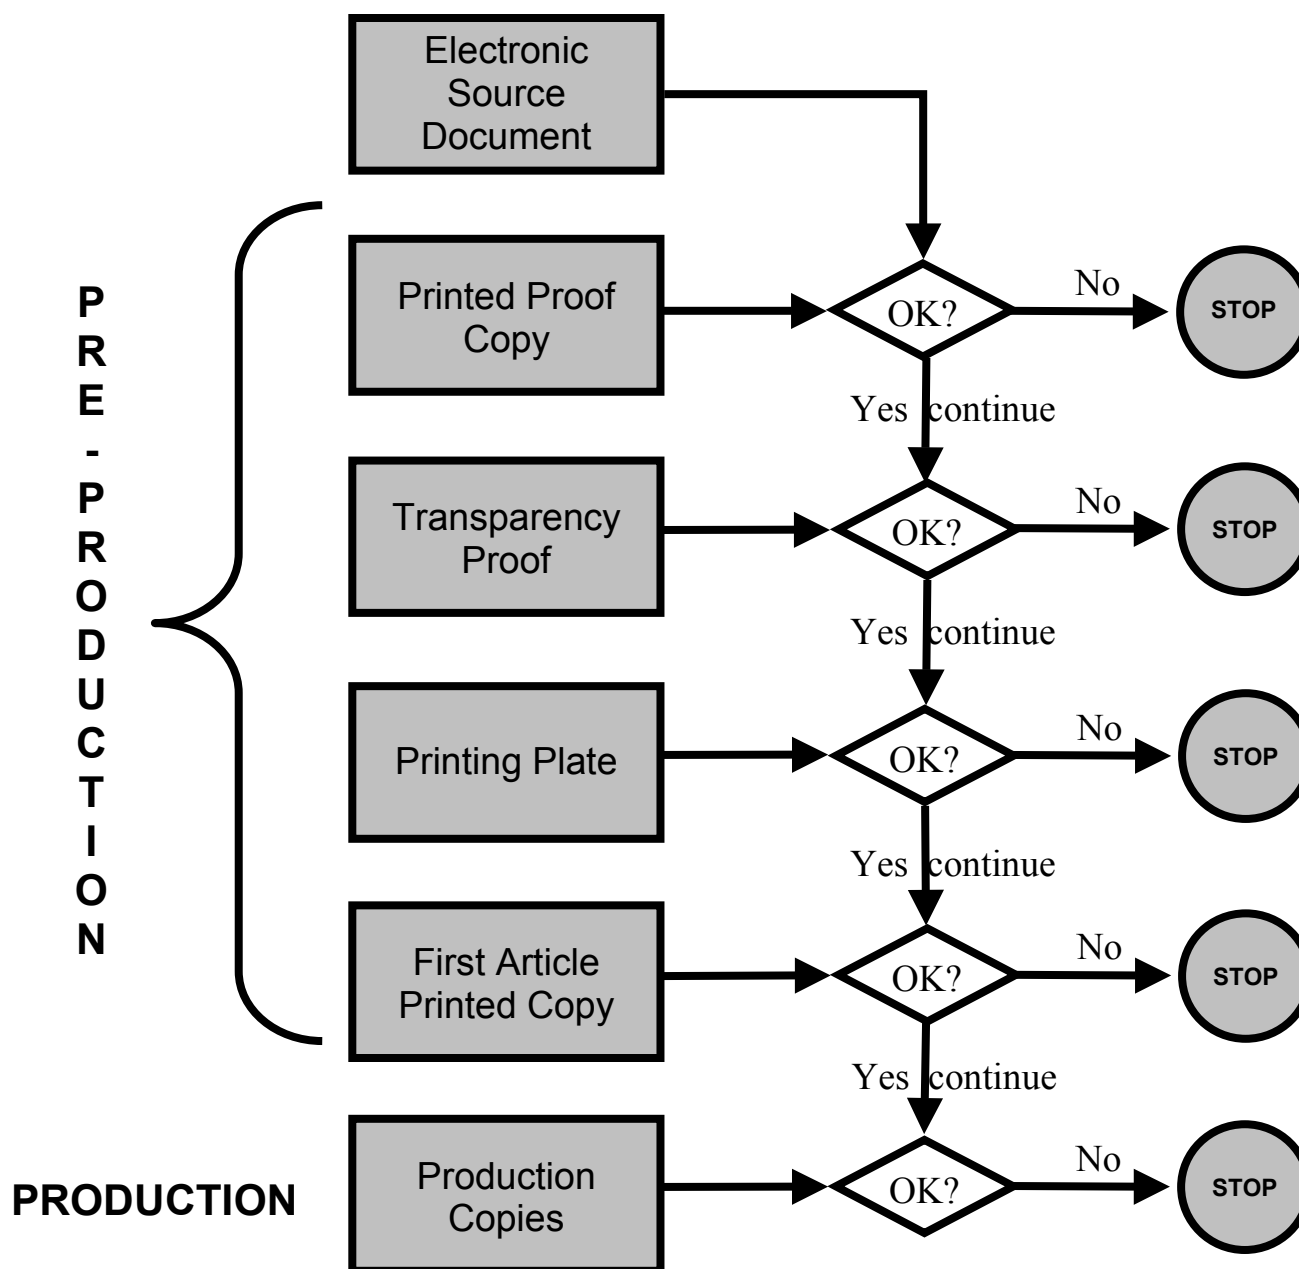 Electronic
Source
Document
PRE-PRODUCTION
Printed Proof
Copy
OK?
No
STOP
Yes continue
Transparency
Proof
OK?
No
STOP
Yes continue
Printing Plate
OK?
No
STOP
Yes continue
First Article
Printed Copy
OK?
No
STOP
Yes continue
PRODUCTION
Production
Copies
OK?
No
STOP